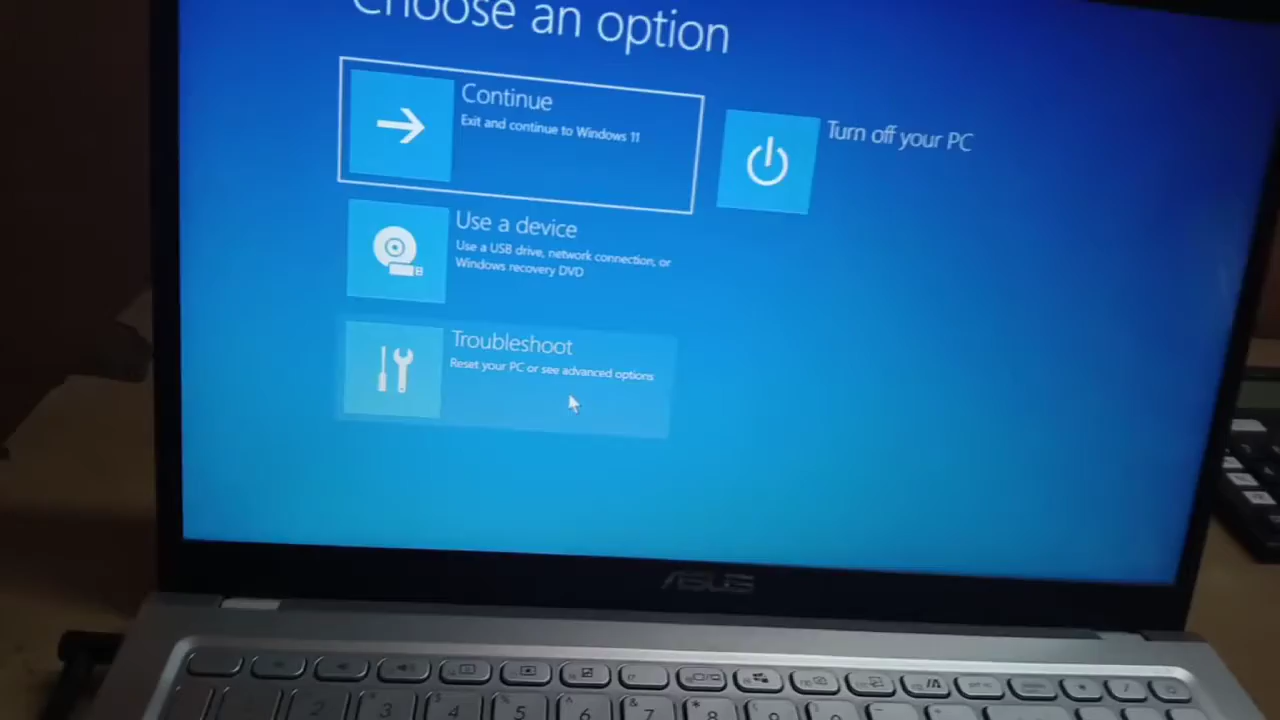 Choose an option
Continue
Exit and continue to Windows 11
Turn off your PC
Use a device
Use a USB drive, network connection, or
Windows recovery DVD
Troubleshoot
Reset your PC or see advanced options
ASUS